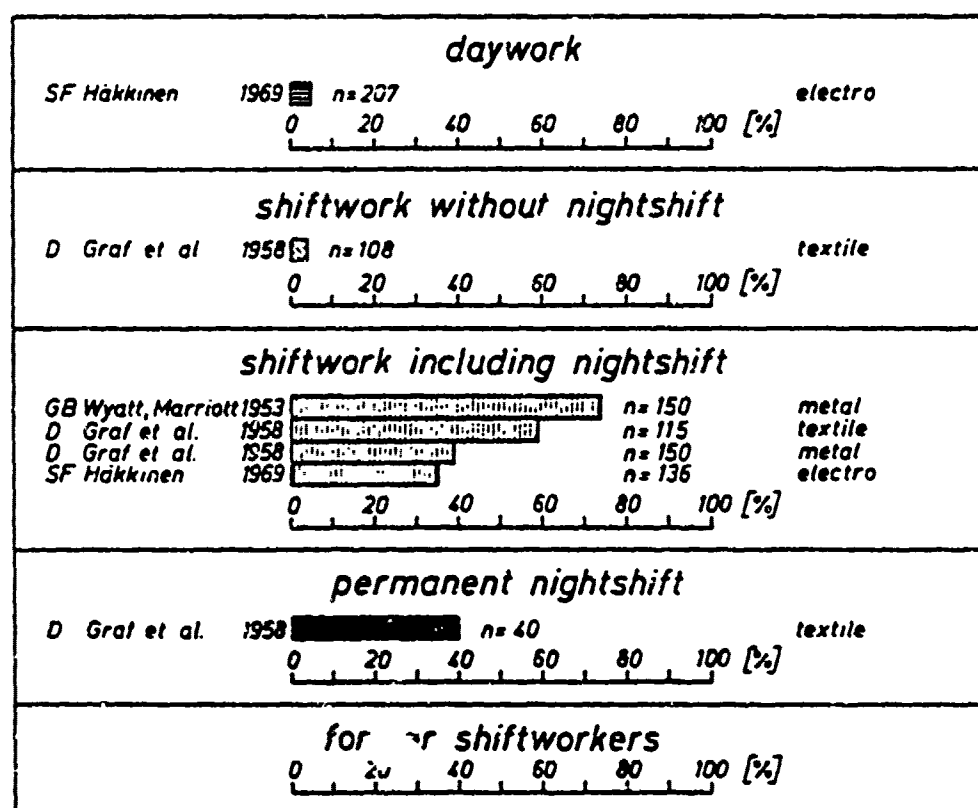 daywork
SF Häkkinen 1969 n=207 electro
0 20 40 60 80 100 [%]
shiftwork without nightshift
D Graf et al 1958 n=108 textile
0 20 40 60 80 100 [%]
shiftwork including nightshift
GB Wyatt, Marriott 1953 n=150 metal
D Graf et al. 1958 n=115 textile
D Graf et al. 1958 n=150 metal
SF Häkkinen 1969 n=136 electro
0 20 40 60 80 100 [%]
permanent nightshift
D Graf et al. 1958 n=40 textile
0 20 40 60 80 100 [%]
shiftworkers
0 20 40 60 80 100 [%]